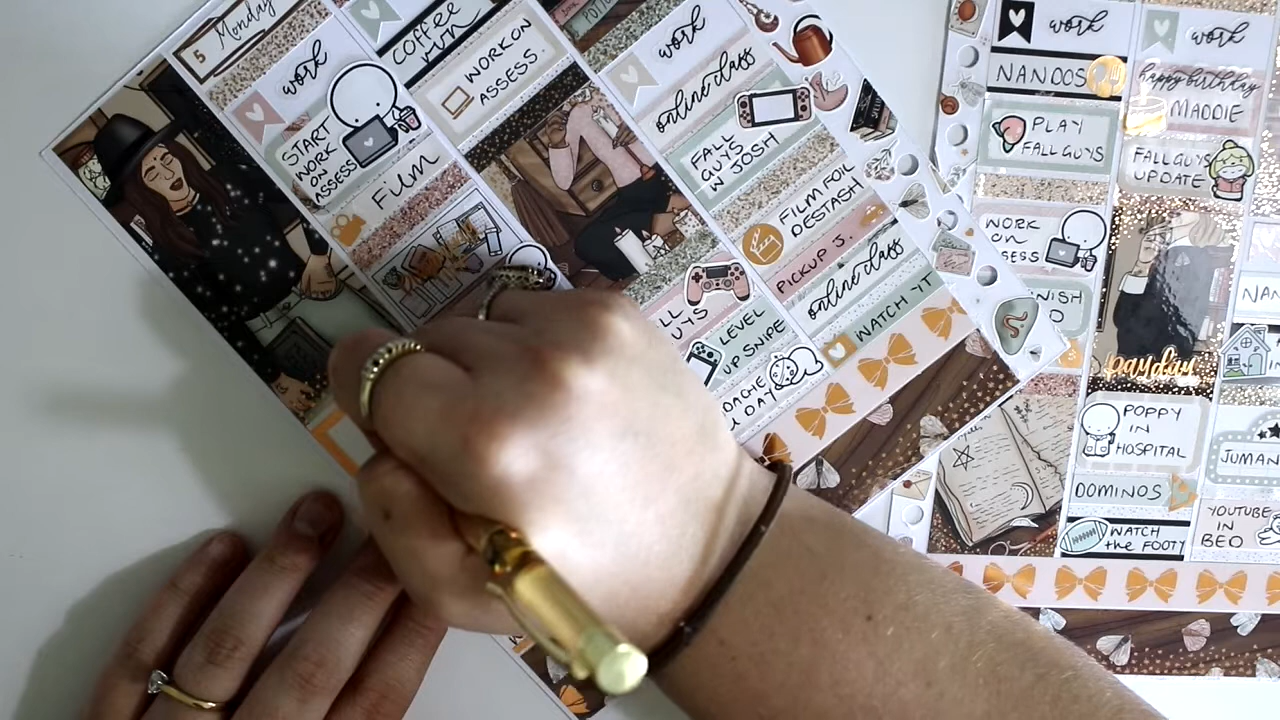 5 Monday
work
START
WORK
ON
ASSESS
FUN
coffee
run
WORK ON
ASSESS.
work
online class
FALL
GUYS
W JOSH
FILM FOIL
DESTASH
PICKUP J.
online class
WATCH YT
LEVEL
UP SNIPE
DAY
work
NANDOS
PLAY
FALL GUYS
WORK
ON
payday
POPPY
IN
HOSPITAL
DOMINOS
WATCH
the FOOTY
work
happy birthday
MADDIE
FALL GUYS
UPDATE
YOUTUBE
IN
BED